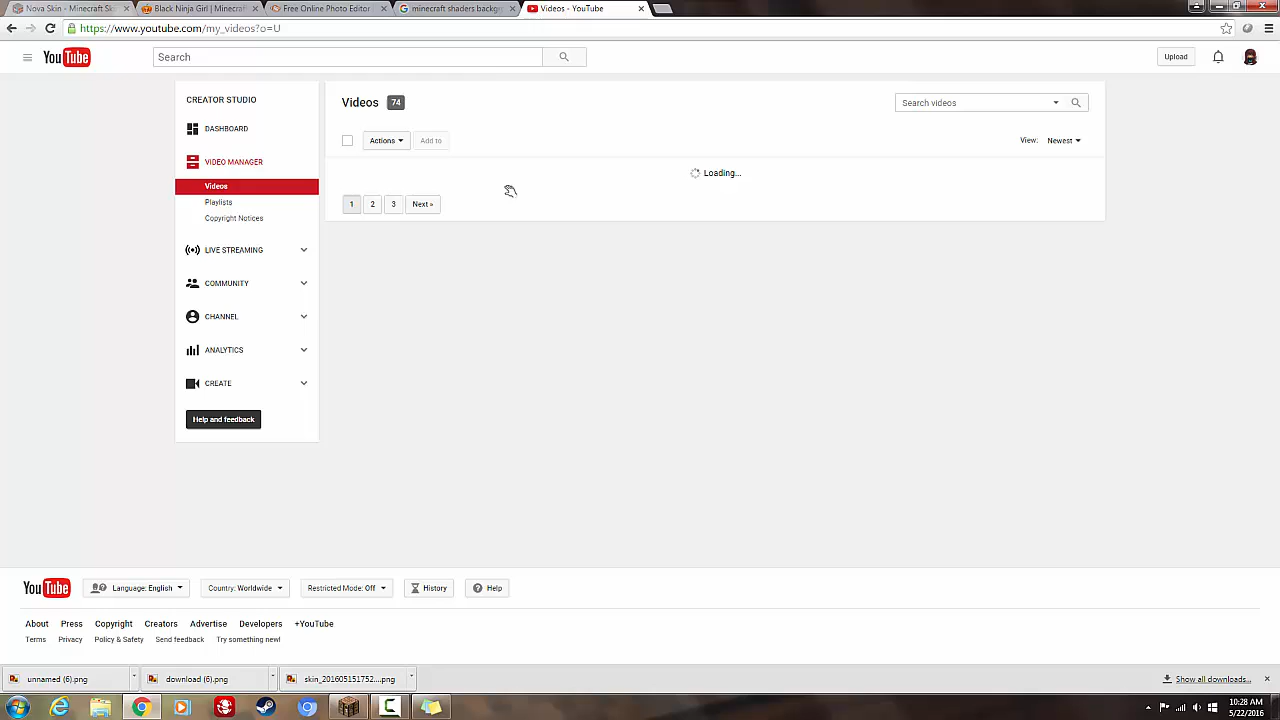 Nova Skin - Minecraft Sk
Black Ninja Girl | Minecraft
Free Online Photo Editor
minecraft shaders backgr
Videos - YouTube
https://www.youtube.com/my_videos?o=U
YouTube
Search
Upload
CREATOR STUDIO
DASHBOARD
VIDEO MANAGER
Videos
Playlists
Copyright Notices
LIVE STREAMING
COMMUNITY
CHANNEL
ANALYTICS
CREATE
Help and feedback
Videos 74
Search videos
Actions
Add to
View: Newest
Loading...
1 2 3 Next »
YouTube
Language: English
Country: Worldwide
Restricted Mode: Off
History
Help
About Press Copyright Creators Advertise Developers +YouTube
Terms Privacy Policy & Safety Send feedback Try something new!
unnamed (6).png
download (6).png
skin_201605151752....png
Show all downloads...
10:28 AM
5/22/2016